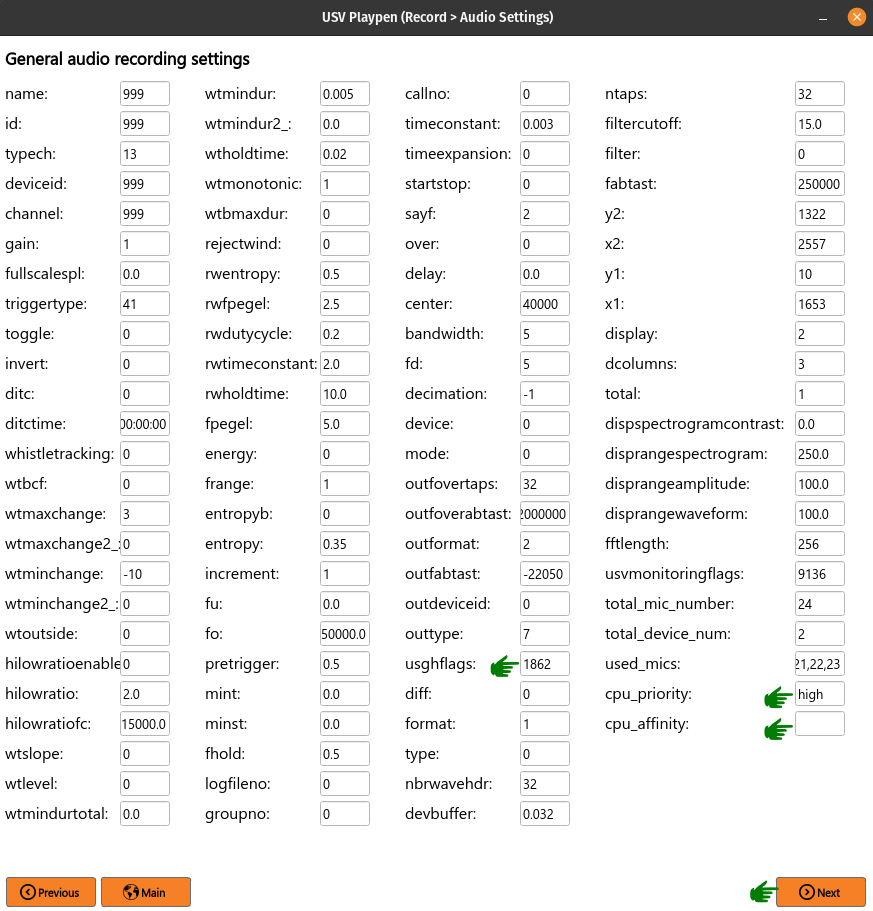 USV Playpen (Record > Audio Settings)
General audio recording settings
name: 999 wtmindur: 0.005 callno: 0 ntaps: 32
id: 999 wtmindur2_: 0.0 timeconstant: 0.003 filtercutoff: 15.0
typech: 13 wtholdtime: 0.02 timeexpansion: 0 filter: 0
deviceid: 999 wtmonotonic: 1 startstop: 0 fabtast: 250000
channel: 999 wtbmaxdur: 0 sayf: 2 y2: 1322
gain: 1 rejectwind: 0 over: 0 x2: 2557
fullscalespl: 0.0 rwentropy: 0.5 delay: 0.0 y1: 10
triggertype: 41 rwfpegel: 2.5 center: 40000 x1: 1653
toggle: 0 rwdutycycle: 0.2 bandwidth: 5 display: 2
invert: 0 rwtimeconstant: 2.0 fd: 5 dcolumns: 3
ditc: 0 rwholdtime: 10.0 decimation: -1 total: 1
ditctime: 00:00:00 fpegel: 5.0 device: 0 dispspectrogramcontrast: 0.0
whistletracking: 0 energy: 0 mode: 0 disprangespectrogram: 250.0
wtbcf: 0 frange: 1 outfovertaps: 32 disprangeamplitude: 100.0
wtmaxchange: 3 entropyb: 0 outfoverabtast: 2000000 disprangewaveform: 100.0
wtmaxchange2_: 0 entropy: 0.35 outformat: 2 fftlength: 256
wtminchange: -10 increment: 1 outfabtast: -22050 usvmonitoringflags: 9136
wtminchange2_: 0 fu: 0.0 outdeviceid: 0 total_mic_number: 24
wtoutside: 0 fo: 50000.0 outtype: 7 total_device_num: 2
hilowratioenable 0 pretrigger: 0.5 usghflags: 1862 used_mics: 21,22,23
hilowratio: 2.0 mint: 0.0 diff: 0 cpu_priority: high
hilowratiofc: 15000.0 minst: 0.0 format: 1 cpu_affinity:
wtslope: 0 fhold: 0.5 type: 0
wtlevel: 0 logfileno: 0 nbrwavehdr: 32
wtmindurtotal: 0.0 groupno: 0 devbuffer: 0.032
Previous Main Next